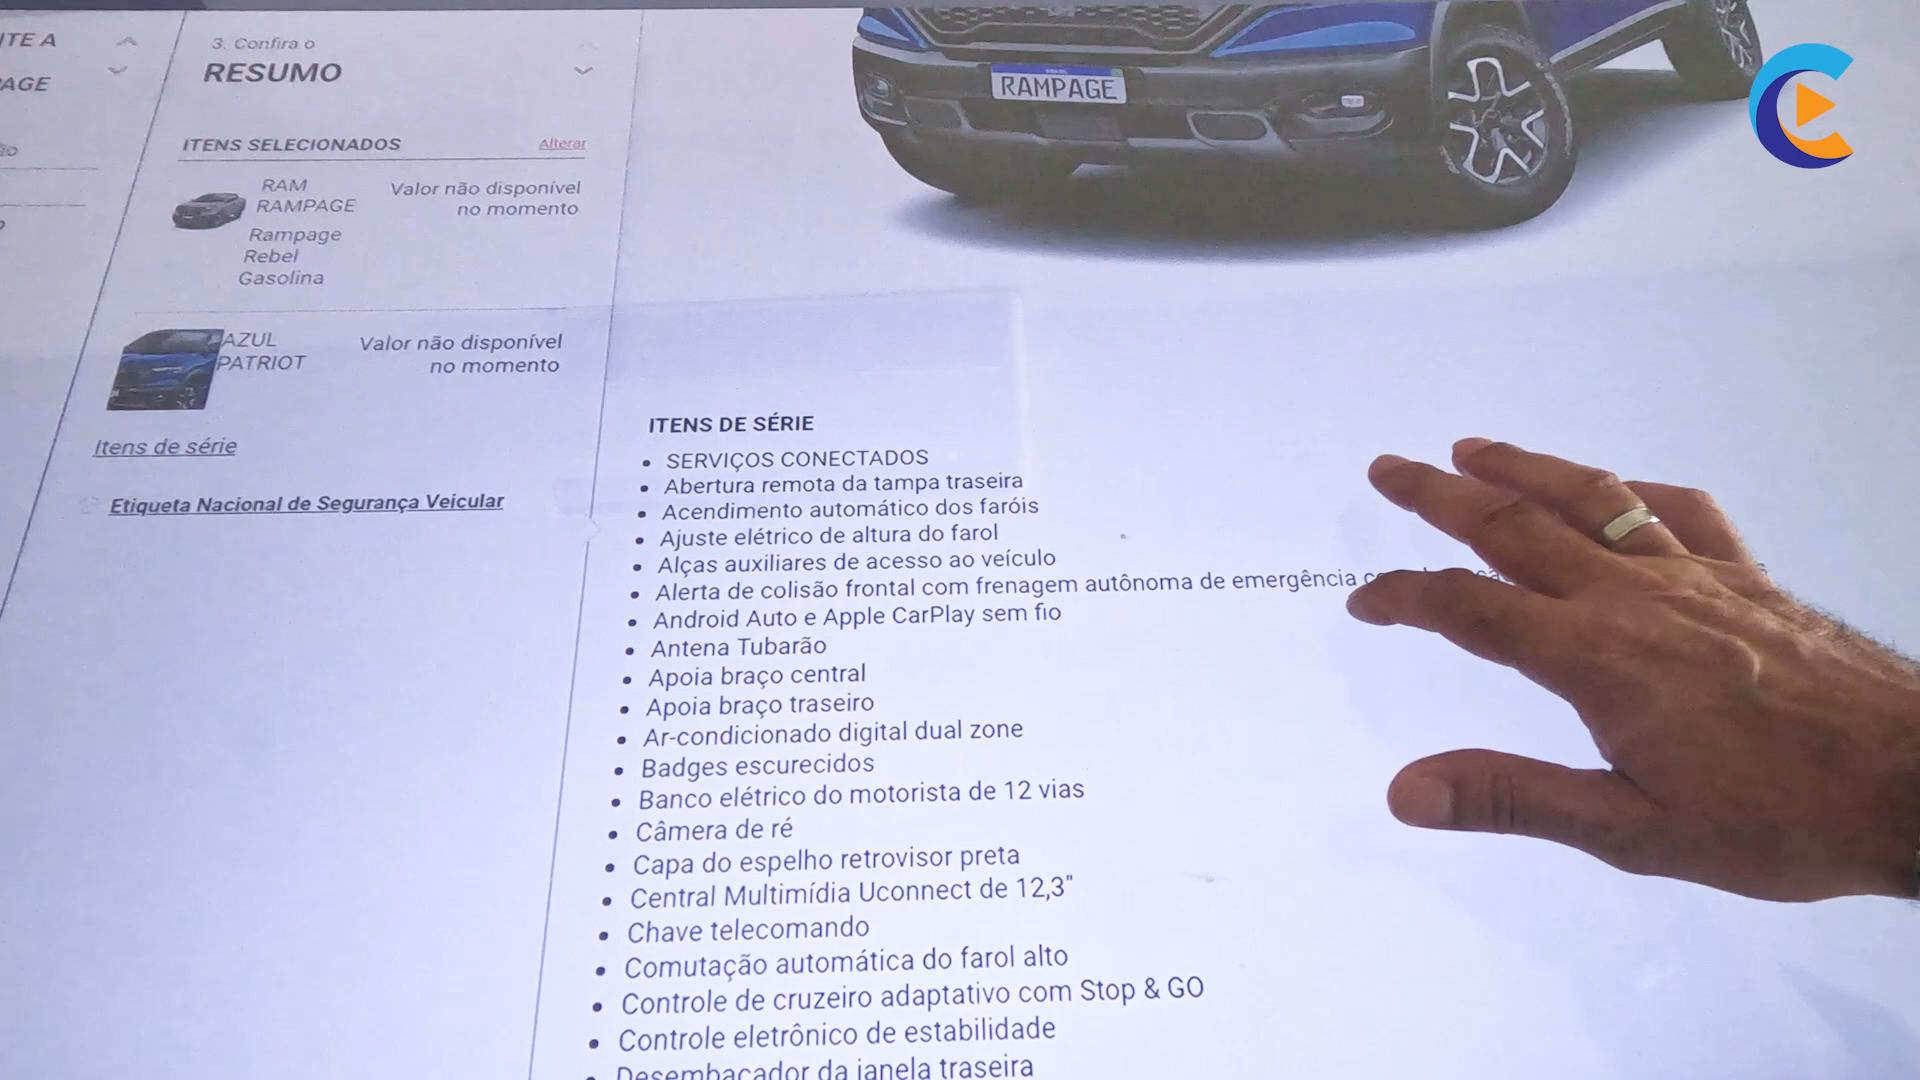 ITE A
AGE
3. Confira o
RESUMO
ITENS SELECIONADOS
Alterar
RAM
RAMPAGE
Rampage
Rebel
Gasolina
Valor não disponível
no momento
AZUL
PATRIOT
Valor não disponível
no momento
Itens de série
Etiqueta Nacional de Segurança Veicular
RAMPAGE
ITENS DE SÉRIE
SERVIÇOS CONECTADOS
Abertura remota da tampa traseira
Acendimento automático dos faróis
Ajuste elétrico de altura do farol
Alças auxiliares de acesso ao veículo
Alerta de colisão frontal com frenagem autônoma de emergência
Android Auto e Apple CarPlay sem fio
Antena Tubarão
Apoia braço central
Apoia braço traseiro
Ar-condicionado digital dual zone
Badges escurecidos
Banco elétrico do motorista de 12 vias
Câmera de ré
Capa do espelho retrovisor preta
Central Multimídia Uconnect de 12,3"
Chave telecomando
Comutação automática do farol alto
Controle de cruzeiro adaptativo com Stop & GO
Controle eletrônico de estabilidade
Desembaçador da janela traseira